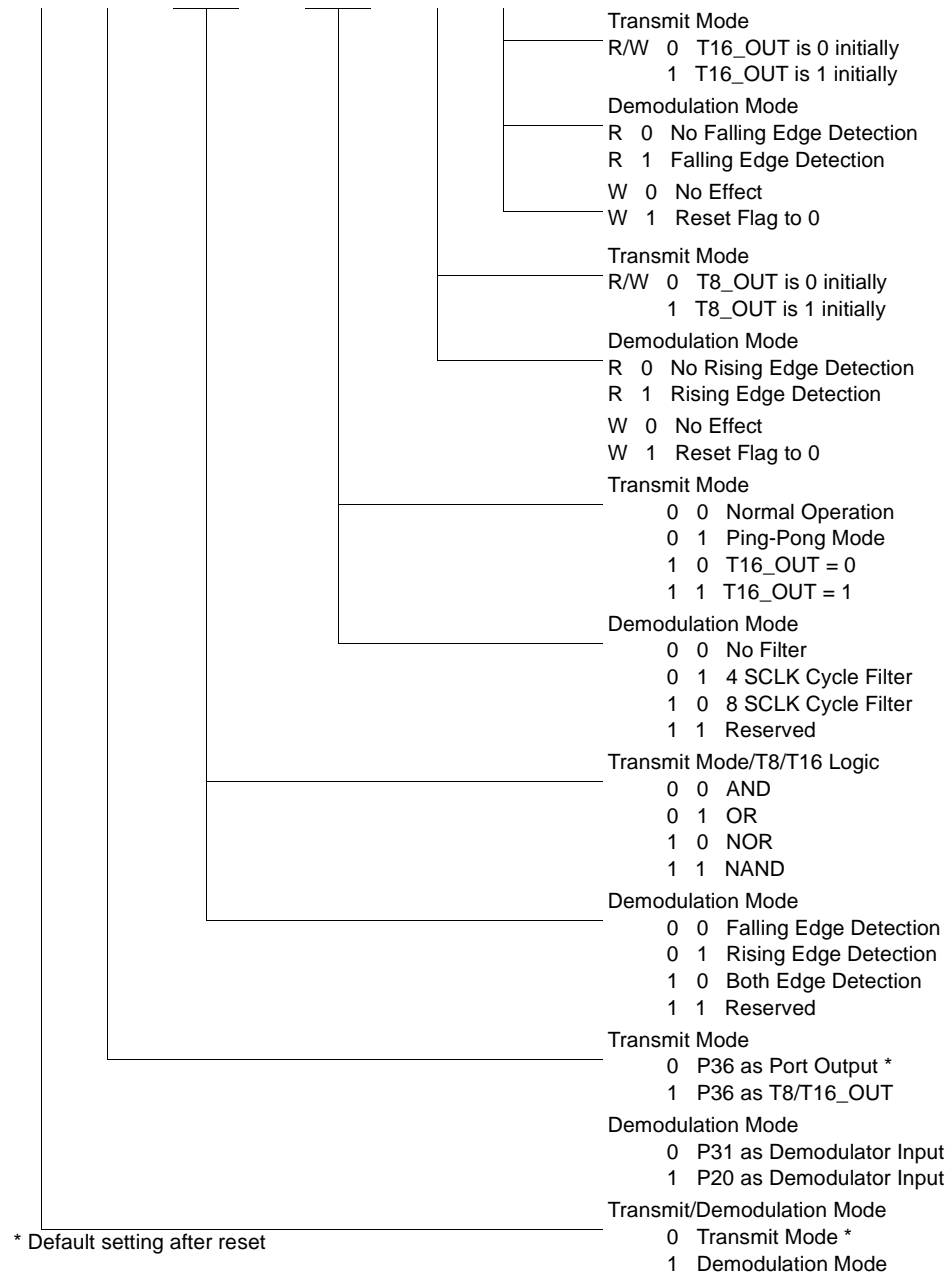 Transmit Mode
R/W 0 T16_OUT is 0 initially
1 T16_OUT is 1 initially
Demodulation Mode
R 0 No Falling Edge Detection
R 1 Falling Edge Detection
W 0 No Effect
W 1 Reset Flag to 0
Transmit Mode
R/W 0 T8_OUT is 0 initially
1 T8_OUT is 1 initially
Demodulation Mode
R 0 No Rising Edge Detection
R 1 Rising Edge Detection
W 0 No Effect
W 1 Reset Flag to 0
Transmit Mode
0 0 Normal Operation
0 1 Ping-Pong Mode
1 0 T16_OUT = 0
1 1 T16_OUT = 1
Demodulation Mode
0 0 No Filter
0 1 4 SCLK Cycle Filter
1 0 8 SCLK Cycle Filter
1 1 Reserved
Transmit Mode/T8/T16 Logic
0 0 AND
0 1 OR
1 0 NOR
1 1 NAND
Demodulation Mode
0 0 Falling Edge Detection
0 1 Rising Edge Detection
1 0 Both Edge Detection
1 1 Reserved
Transmit Mode
0 P36 as Port Output *
1 P36 as T8/T16_OUT
Demodulation Mode
0 P31 as Demodulator Input
1 P20 as Demodulator Input
Transmit/Demodulation Mode
0 Transmit Mode *
1 Demodulation Mode
* Default setting after reset